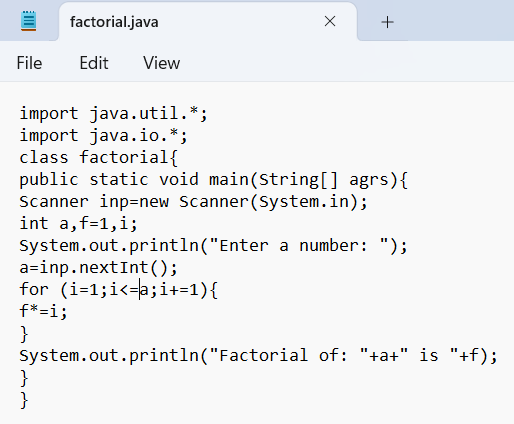 factorial.java
File Edit View
import java.util.*;
import java.io.*;
class factorial{
public static void main(String[] agrs){
Scanner inp=new Scanner(System.in);
int a,f=1,i;
System.out.println("Enter a number: ");
a=inp.nextInt();
for (i=1;i<=a;i+=1){
f*=i;
}
System.out.println("Factorial of: "+a+" is "+f);
}
}